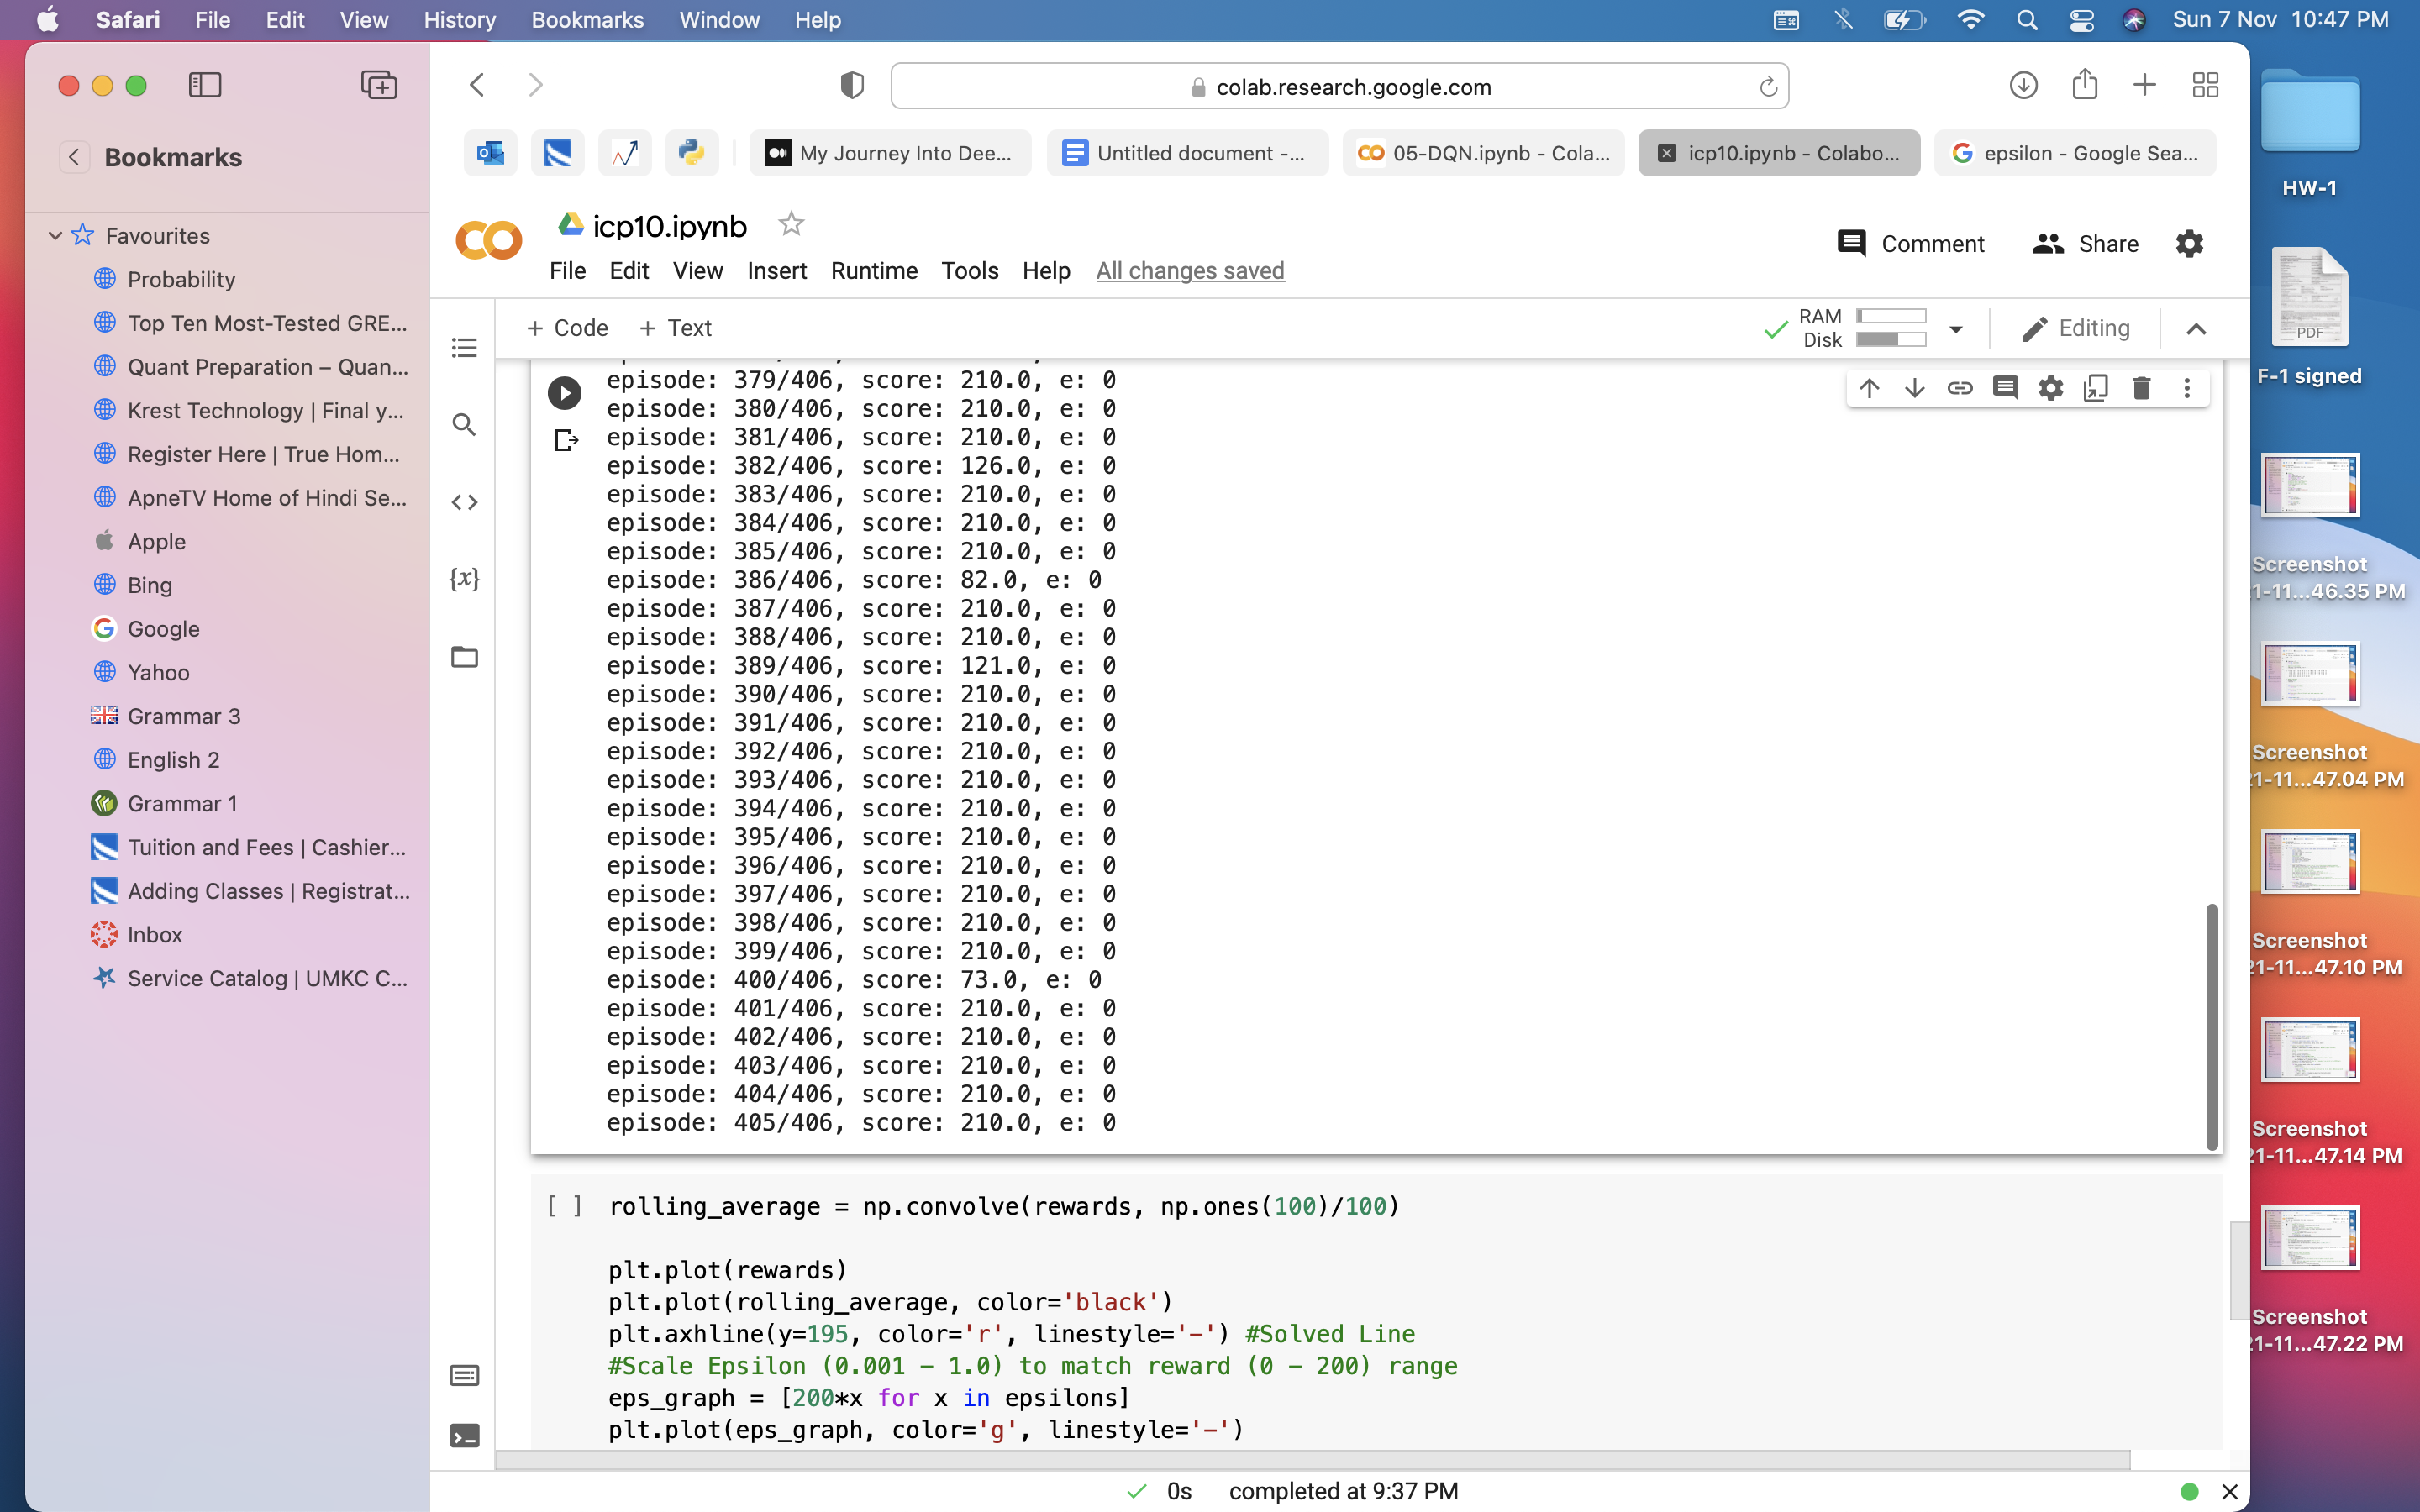 Safari File Edit View History Bookmarks Window Help Sun 7 Nov 10:47 PM
colab.research.google.com
My Journey Into Dee... Untitled document -... 05-DQN.ipynb - Cola... icp10.ipynb - Colabo... epsilon - Google Sea...
Bookmarks
Favourites
Probability
Top Ten Most-Tested GRE...
Quant Preparation – Quan...
Krest Technology | Final y...
Register Here | True Hom...
ApneTV Home of Hindi Se...
Apple
Bing
Google
Yahoo
Grammar 3
English 2
Grammar 1
Tuition and Fees | Cashier...
Adding Classes | Registrat...
Inbox
Service Catalog | UMKC C...
icp10.ipynb
Comment Share
File Edit View Insert Runtime Tools Help All changes saved
+ Code + Text
RAM
Disk
Editing
episode: 379/406, score: 210.0, e: 0
episode: 380/406, score: 210.0, e: 0
episode: 381/406, score: 210.0, e: 0
episode: 382/406, score: 126.0, e: 0
episode: 383/406, score: 210.0, e: 0
episode: 384/406, score: 210.0, e: 0
episode: 385/406, score: 210.0, e: 0
episode: 386/406, score: 82.0, e: 0
episode: 387/406, score: 210.0, e: 0
episode: 388/406, score: 210.0, e: 0
episode: 389/406, score: 121.0, e: 0
episode: 390/406, score: 210.0, e: 0
episode: 391/406, score: 210.0, e: 0
episode: 392/406, score: 210.0, e: 0
episode: 393/406, score: 210.0, e: 0
episode: 394/406, score: 210.0, e: 0
episode: 395/406, score: 210.0, e: 0
episode: 396/406, score: 210.0, e: 0
episode: 397/406, score: 210.0, e: 0
episode: 398/406, score: 210.0, e: 0
episode: 399/406, score: 210.0, e: 0
episode: 400/406, score: 73.0, e: 0
episode: 401/406, score: 210.0, e: 0
episode: 402/406, score: 210.0, e: 0
episode: 403/406, score: 210.0, e: 0
episode: 404/406, score: 210.0, e: 0
episode: 405/406, score: 210.0, e: 0
[ ] rolling_average = np.convolve(rewards, np.ones(100)/100)
plt.plot(rewards)
plt.plot(rolling_average, color='black')
plt.axhline(y=195, color='r', linestyle='-') #Solved Line
#Scale Epsilon (0.001 - 1.0) to match reward (0 - 200) range
eps_graph = [200*x for x in epsilons]
plt.plot(eps_graph, color='g', linestyle='-')
0s completed at 9:37 PM
HW-1
PDF
F-1 signed
Screenshot
1-11...46.35 PM
Screenshot
21-11...47.04 PM
Screenshot
21-11...47.10 PM
Screenshot
21-11...47.14 PM
Screenshot
21-11...47.22 PM